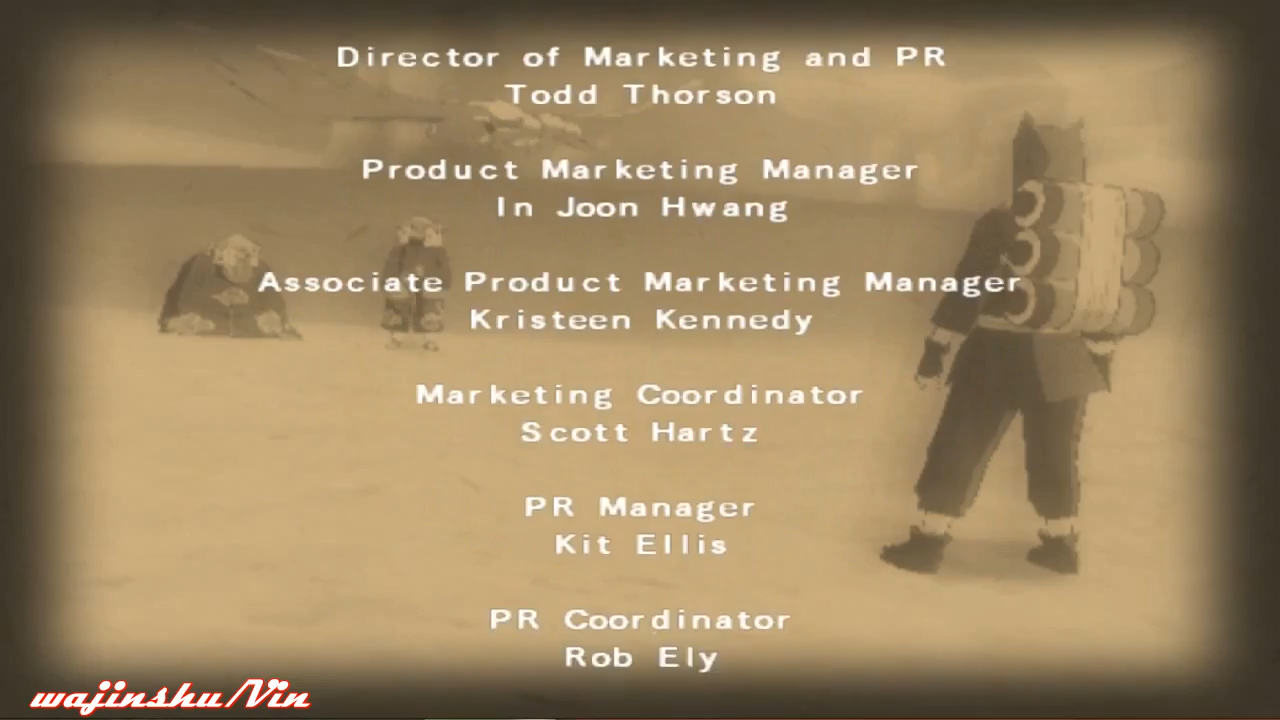 Director of Marketing and PR
Todd Thorson
Product Marketing Manager
In Joon Hwang
Associate Product Marketing Manager
Kristeen Kennedy
Marketing Coordinator
Scott Hartz
PR Manager
Kit Ellis
PR Coordinator
Rob Ely
wajinshu/Vin